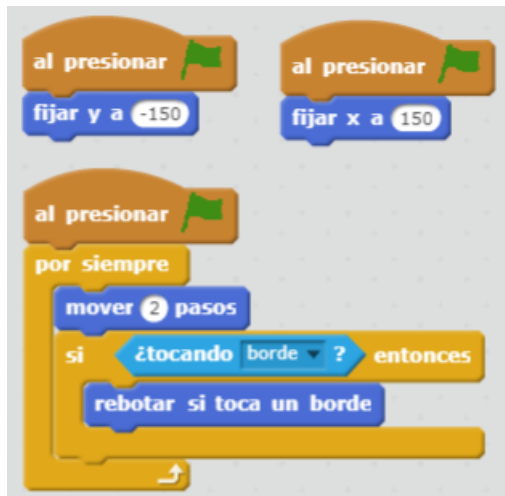 al presionar
fijar y a -150
al presionar
fijar x a 150
al presionar
por siempre
mover 2 pasos
si ¿tocando borde ? entonces
rebotar si toca un borde